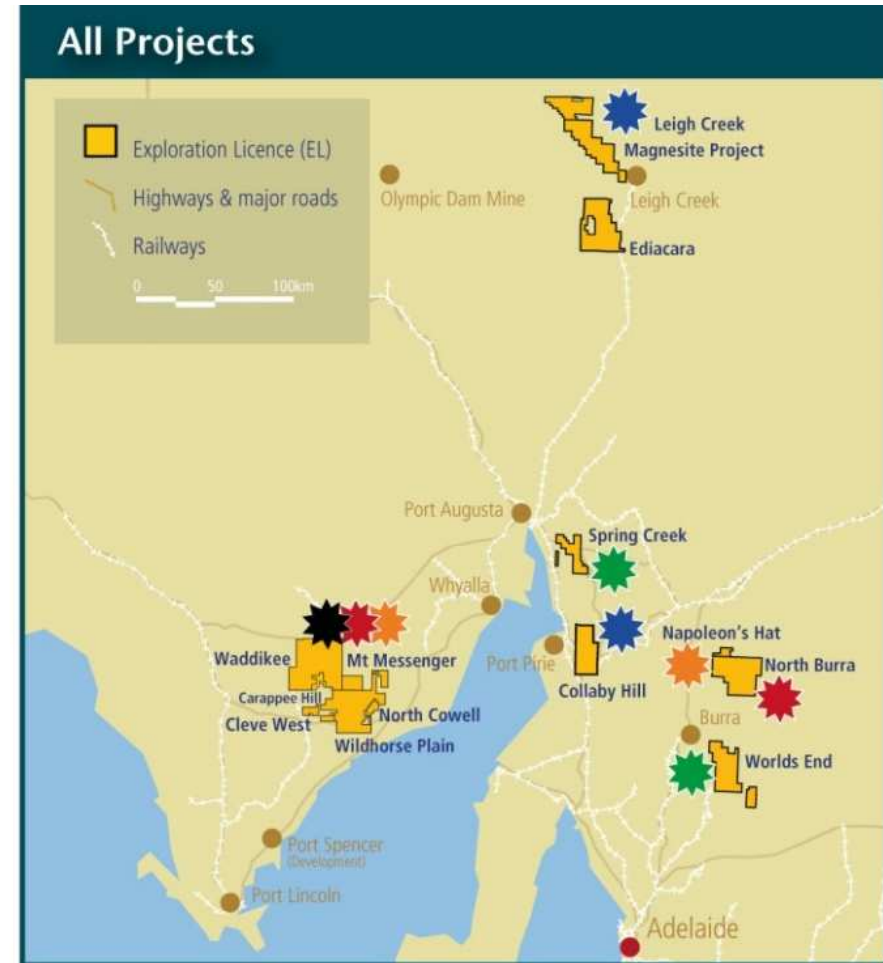 All Projects
Exploration Licence (EL)
Highways & major roads
Railways
0 50 100km
Leigh Creek
Magnesite Project
Olympic Dam Mine
Leigh Creek
Ediacara
Port Augusta
Spring Creek
Whyalla
Napoleon's Hat
Waddikee
Mt Messenger
Port Pirie
North Burra
Carappee Hill
Collaby Hill
Cleve West
North Cowell
Burra
Wildhorse Plain
Worlds End
Port Spencer
(Development)
Port Lincoln
Adelaide